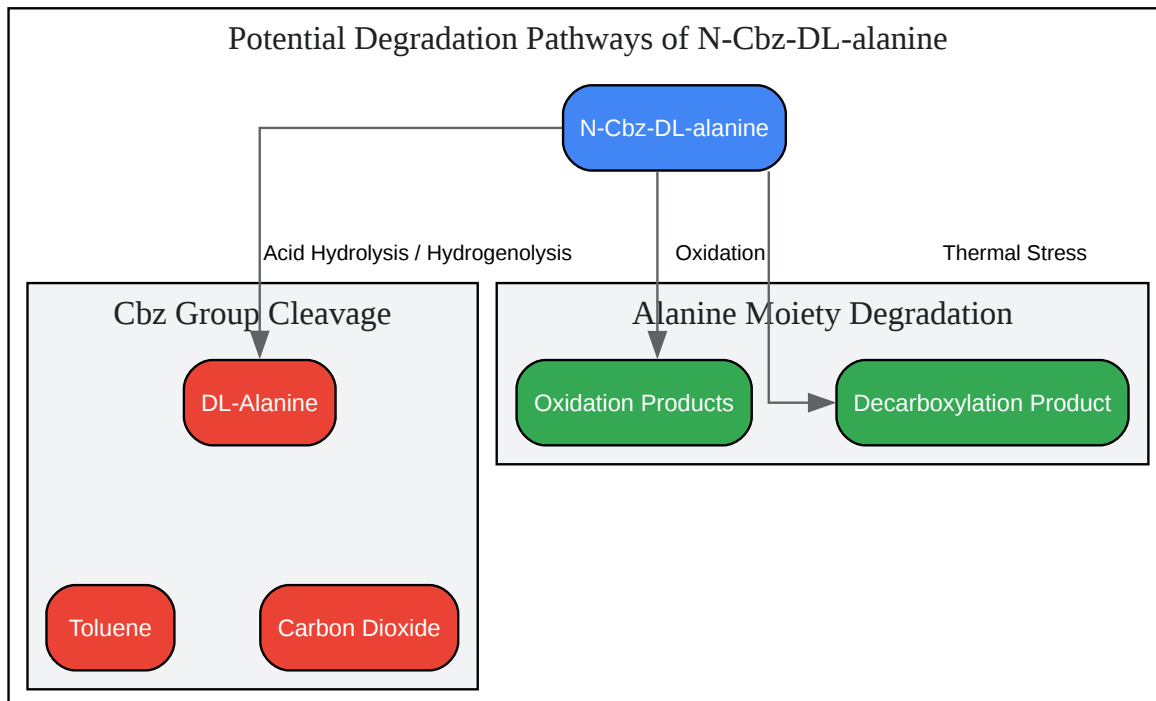 Potential Degradation Pathways of N-Cbz-DL-alanine
N-Cbz-DL-alanine
Acid Hydrolysis / Hydrogenolysis
Oxidation
Thermal Stress
Cbz Group Cleavage
Alanine Moiety Degradation
DL-Alanine
Oxidation Products
Decarboxylation Product
Toluene
Carbon Dioxide